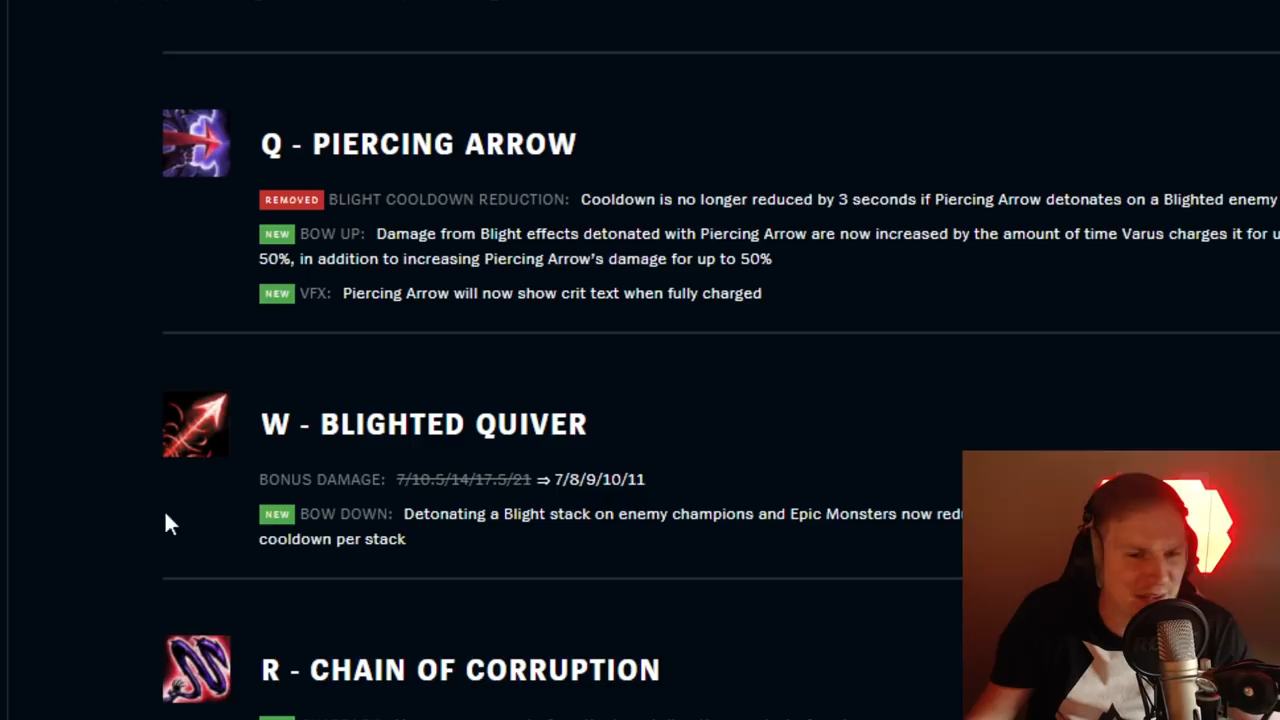 Q - PIERCING ARROW
REMOVED BLIGHT COOLDOWN REDUCTION: Cooldown is no longer reduced by 3 seconds if Piercing Arrow detonates on a Blighted enemy
NEW BOW UP: Damage from Blight effects detonated with Piercing Arrow are now increased by the amount of time Varus charges it for
50%, in addition to increasing Piercing Arrow's damage for up to 50%
NEW VFX: Piercing Arrow will now show crit text when fully charged
W - BLIGHTED QUIVER
BONUS DAMAGE: 7/10.5/14/17.5/21 ⇒ 7/8/9/10/11
NEW BOW DOWN: Detonating a Blight stack on enemy champions and Epic Monsters now
cooldown per stack
R - CHAIN OF CORRUPTION